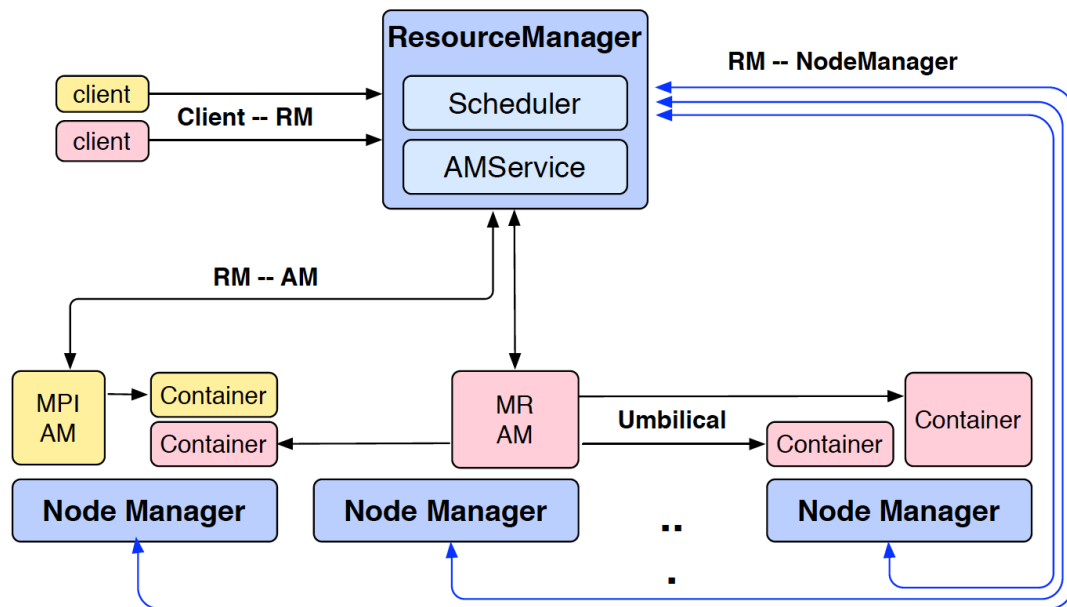 ResourceManager
RM -- NodeManager
client
Scheduler
Client -- RM
client
AMService
RM -- AM
MPI
AM
Container
Container
MR
AM
Umbilical
Container
Container
Node Manager
Node Manager
..
.
Node Manager